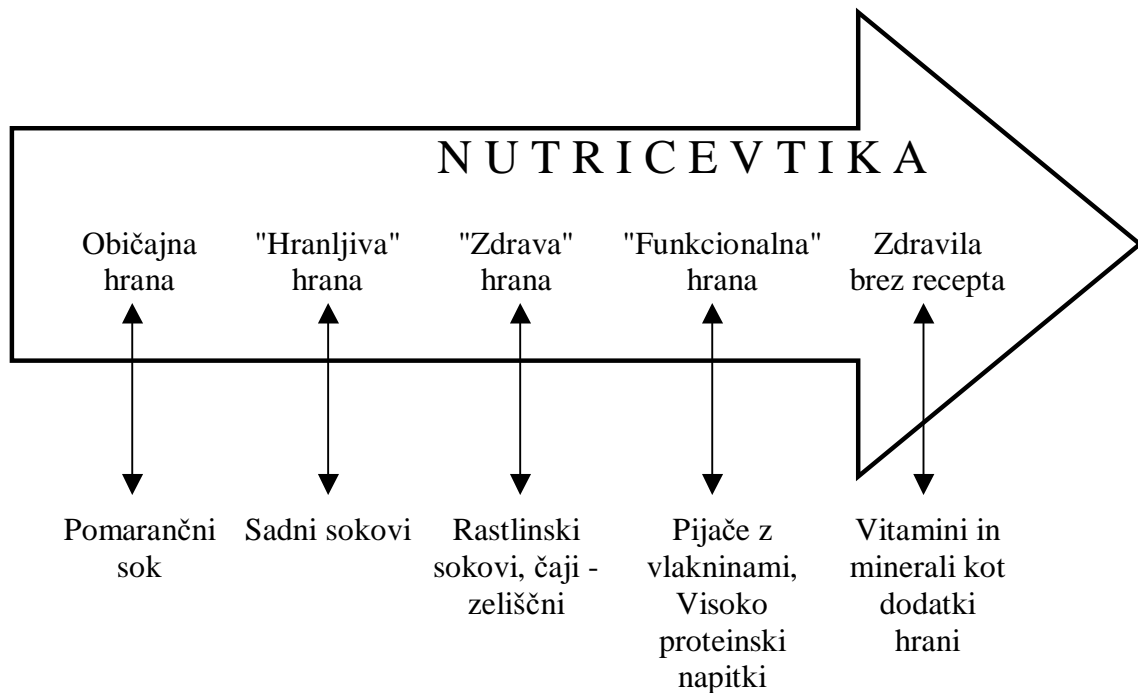 N U T R I C E V T I K A
Običajna
hrana
"Hranljiva"
hrana
"Zdrava"
hrana
"Funkcionalna"
hrana
Zdravila
brez recepta
Pomarančni
sok
Sadni sokovi
Rastlinski
sokovi, čaji -
zeliščni
Pijače z
vlakninami,
Visoko
proteinski
napitki
Vitamini in
minerali kot
dodatki
hrani